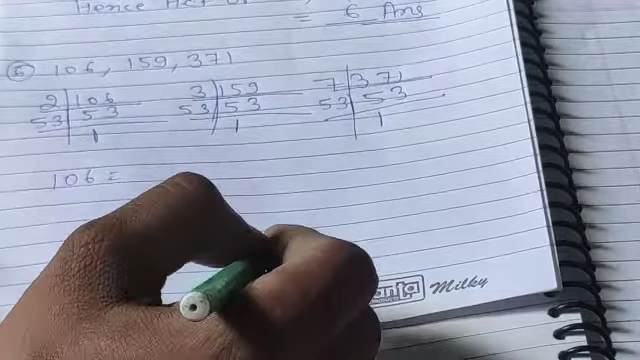 Hence HCF of
= 6 Ans
⑥ 106, 159, 371
2 | 106 3 | 159 7 | 371
53 | 53 53 | 53 53 | 53
1 1 1
106 =
Milky